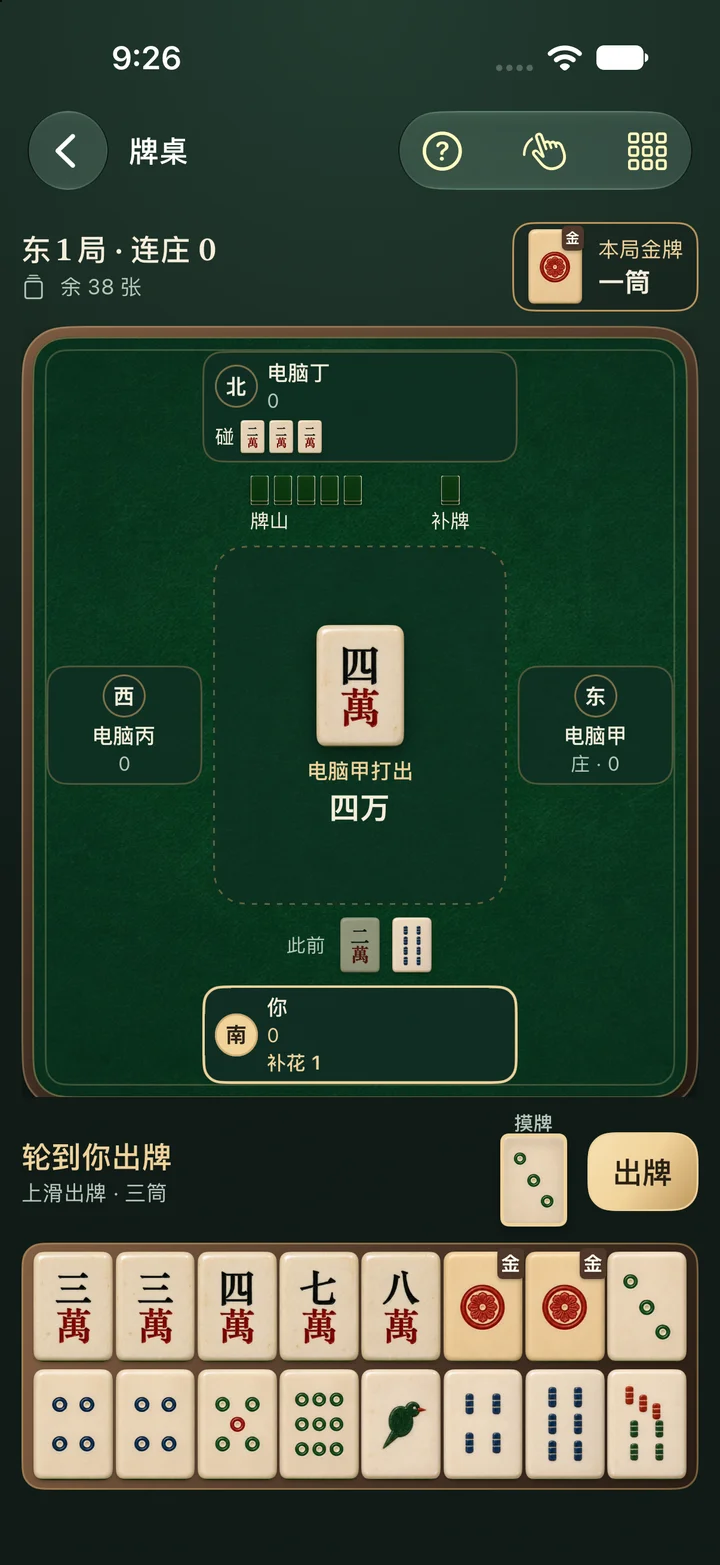 9:26
牌桌
?
东 1 局 · 连庄 0
余 38 张
金
本局金牌
一筒
北
电脑丁
0
碰
二萬
二萬
二萬
牌山
补牌
四萬
西
电脑丙
0
东
电脑甲
庄 · 0
电脑甲打出
四万
此前
二萬
南
你
0
补花 1
摸牌
轮到你出牌
上滑出牌 · 三筒
出牌
三萬
三萬
四萬
七萬
八萬
金
金